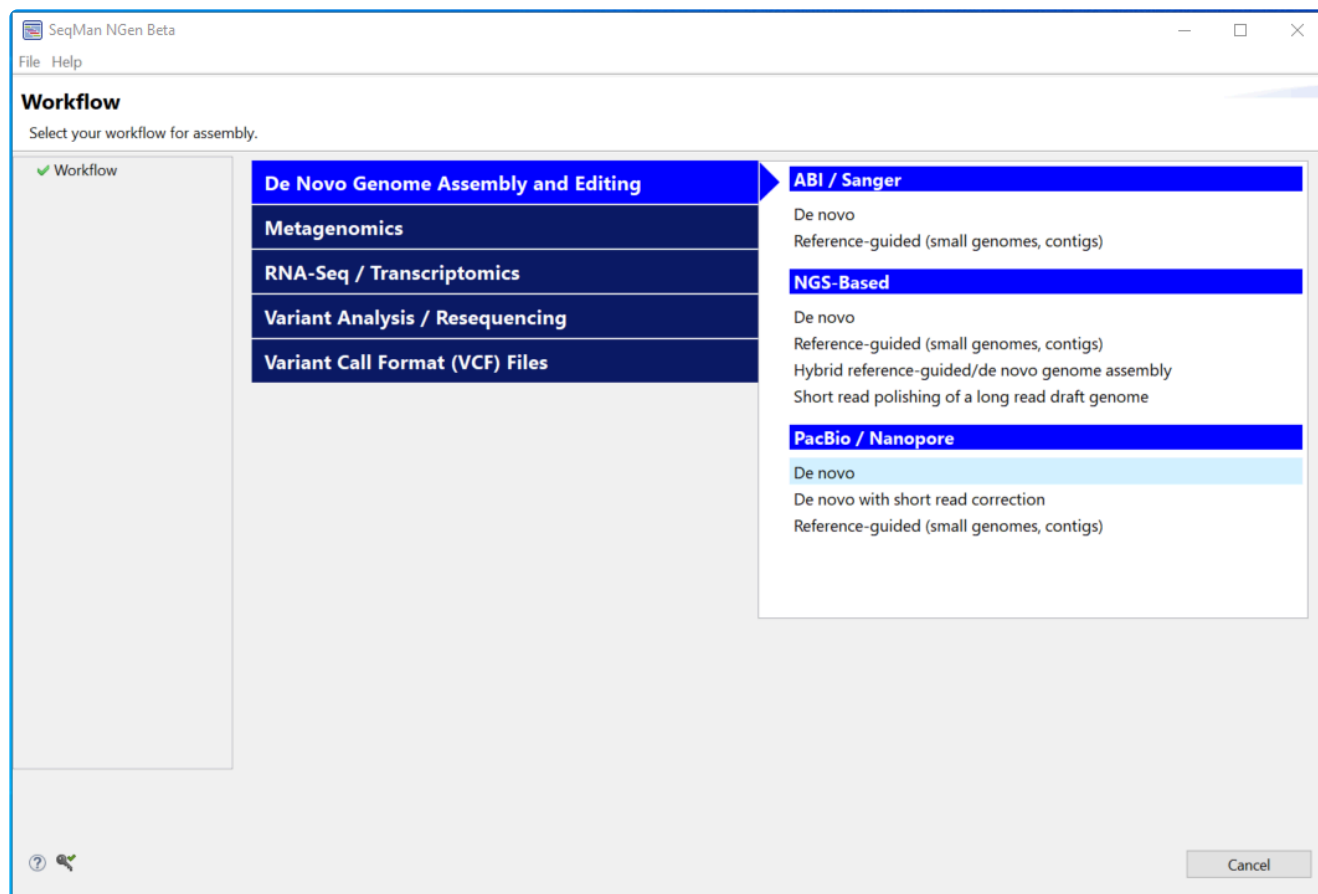 SeqMan NGen Beta
File Help
Workflow
Select your workflow for assembly.
Workflow
De Novo Genome Assembly and Editing
Metagenomics
RNA-Seq / Transcriptomics
Variant Analysis / Resequencing
Variant Call Format (VCF) Files
ABI / Sanger
De novo
Reference-guided (small genomes, contigs)
NGS-Based
De novo
Reference-guided (small genomes, contigs)
Hybrid reference-guided/de novo genome assembly
Short read polishing of a long read draft genome
PacBio / Nanopore
De novo
De novo with short read correction
Reference-guided (small genomes, contigs)
Cancel